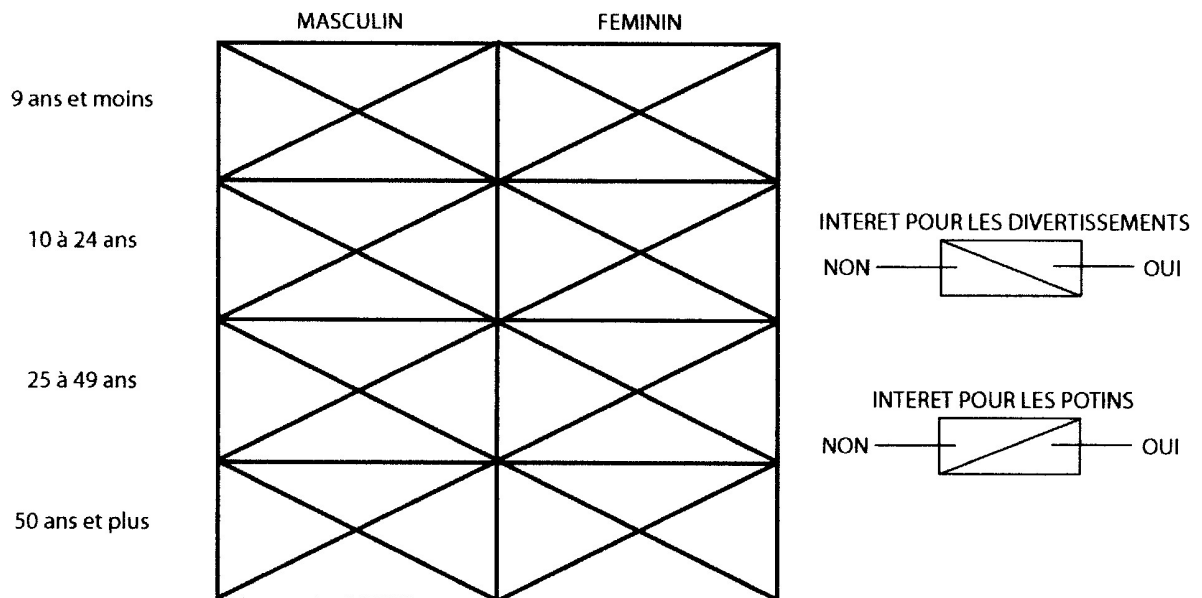 MASCULIN
FEMININ
9 ans et moins
10 à 24 ans
25 à 49 ans
50 ans et plus
INTERET POUR LES DIVERTISSEMENTS
NON
OUI
INTERET POUR LES POTINS
NON
OUI